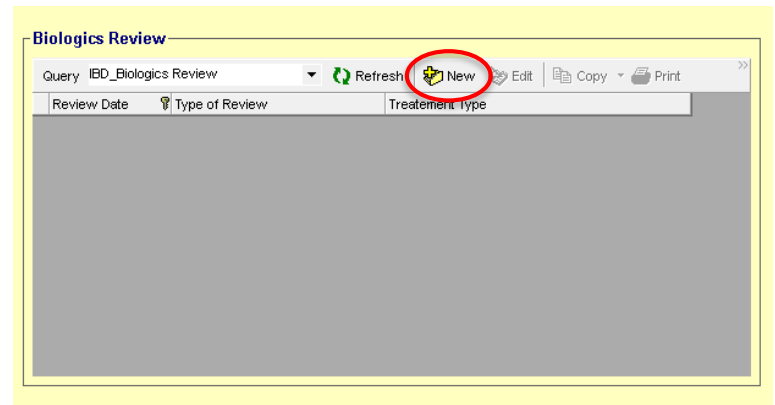 Biologics Review
Query IBD_Biologics Review Refresh New Edit Copy Print
Review Date Type of Review Treatement Type